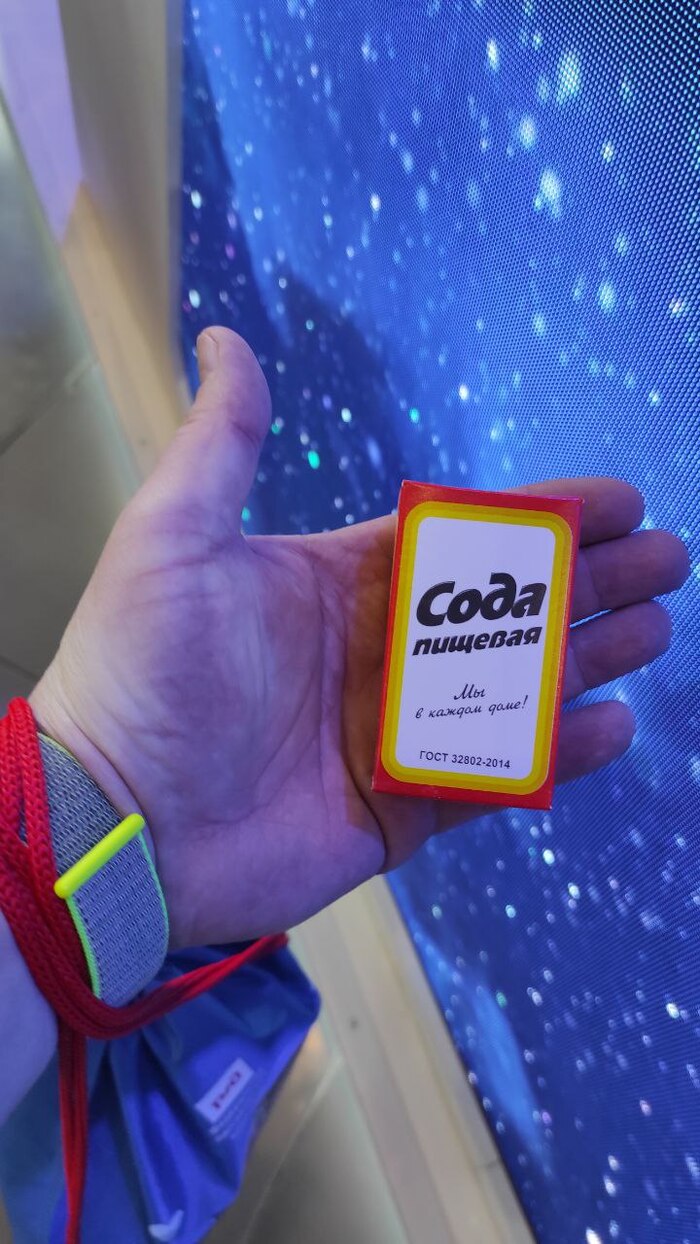 Сода
пищевая
Мы
в каждом доме!
ГОСТ 32802-2014